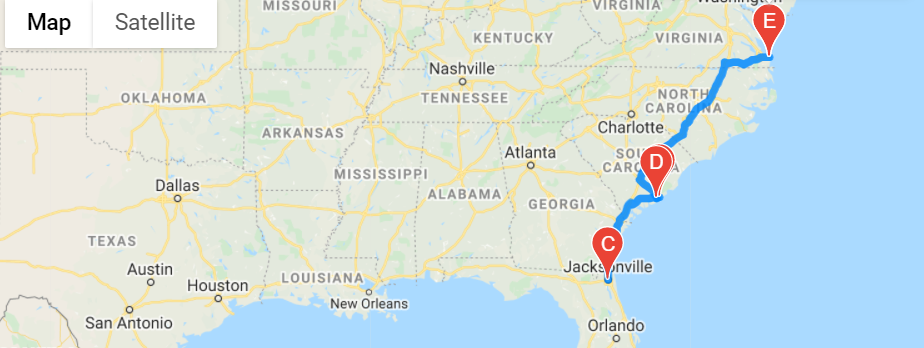 MISSOURI
Washington
Map
Satellite
E
VIRGINIA
KENTUCKY
VIRGINIA
Nashville
OKLAHOMA
TENNESSEE
NORTH
CAROLINA
Charlotte
ARKANSAS
Atlanta
SOUTH
CAROLINA
D
MISSISSIPPI
Dallas
ALABAMA
GEORGIA
TEXAS
C
Jacksonville
Austin
LOUISIANA
Houston
New Orleans
San Antonio
Orlando